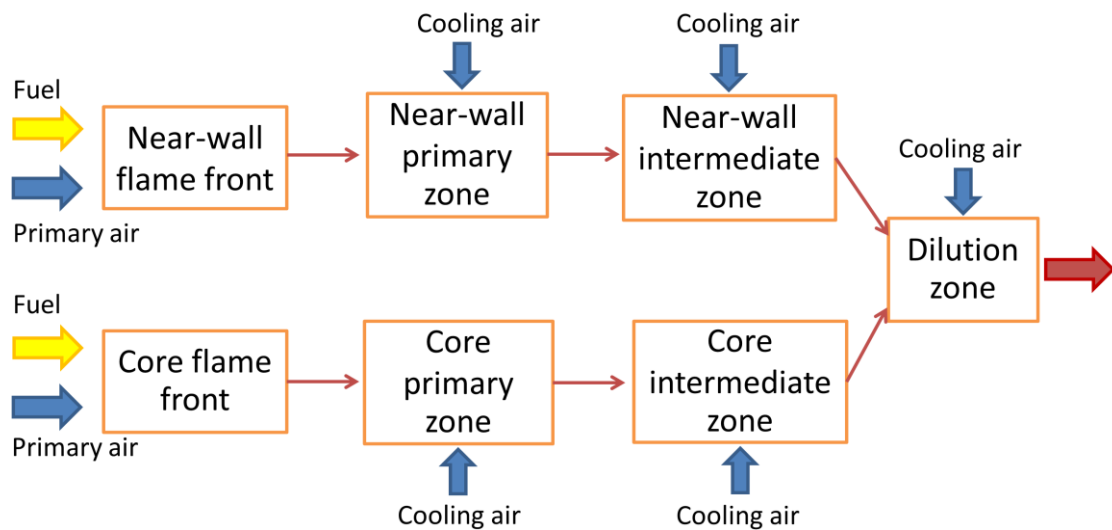 Cooling air
Cooling air
Fuel
Near-wall
flame front
Primary air
Near-wall
primary
zone
Near-wall
intermediate
zone
Cooling air
Dilution
zone
Fuel
Core flame
front
Primary air
Core
primary
zone
Core
intermediate
zone
Cooling air
Cooling air